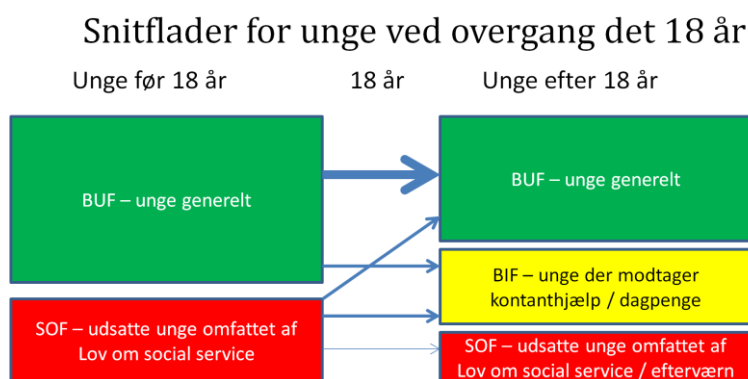 Snitflader for unge ved overgang det 18 år
Unge før 18 år
18 år
Unge efter 18 år
BUF – unge generelt
SOF – udsatte unge omfattet af
Lov om social service
BUF – unge generelt
BIF – unge der modtager
kontanthjælp / dagpenge
SOF – udsatte unge omfattet af
Lov om social service / efterværn